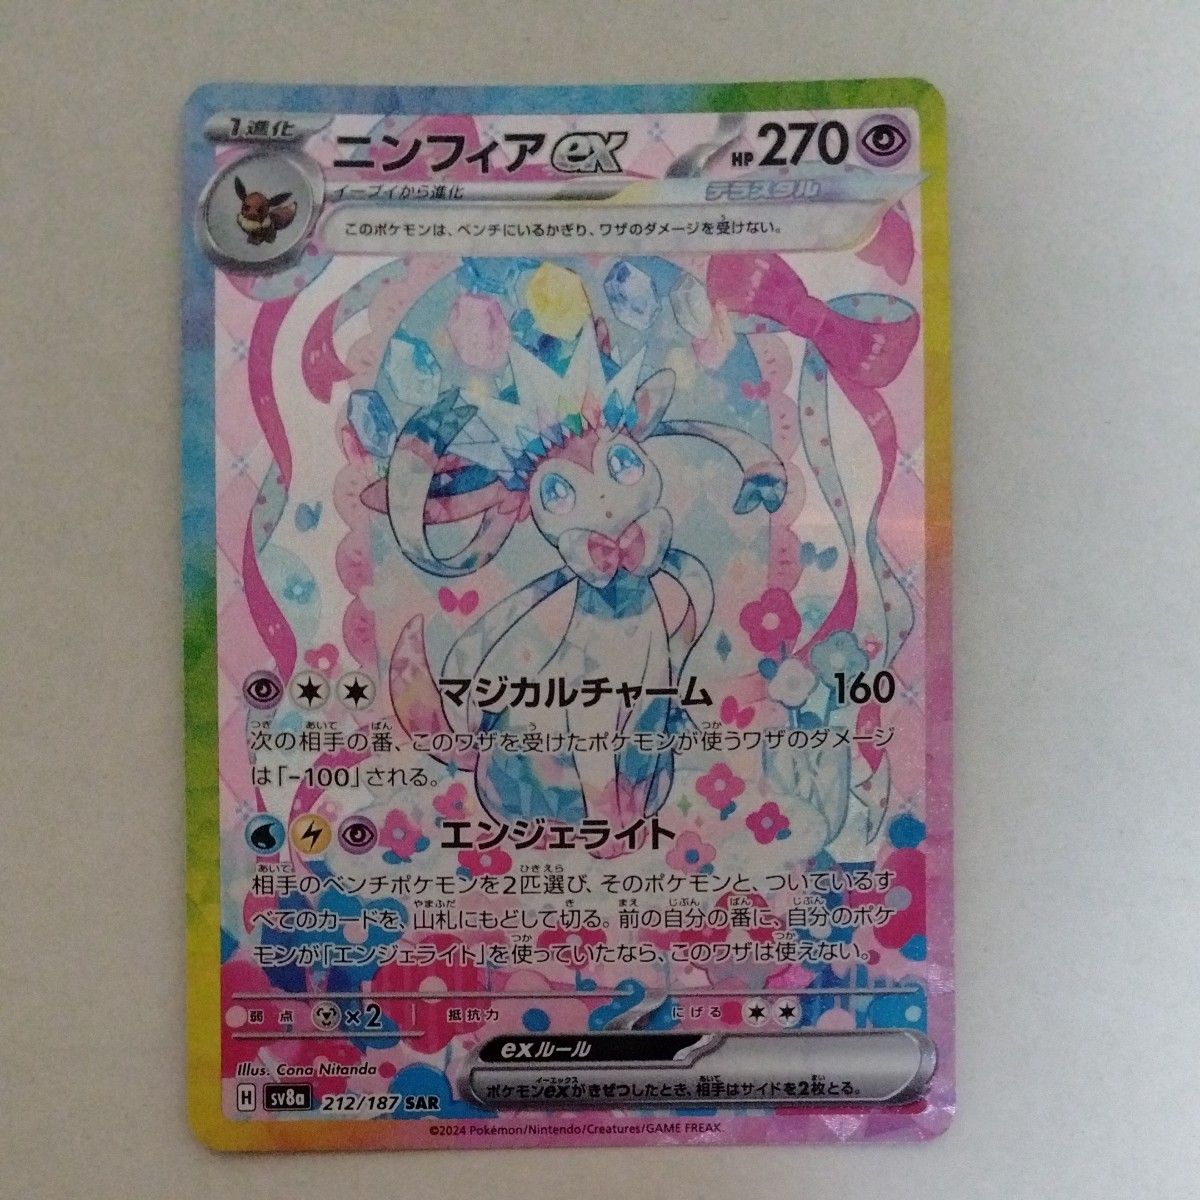 1進化
ニンフィアex
HP 270
イーブイから進化
テラスタル
このポケモンは、ベンチにいるかぎり、ワザのダメージを受けない。
マジカルチャーム 160
次の相手の番、このワザを受けたポケモンが使うワザのダメージ
は「-100」される。
エンジェライト
相手のベンチポケモンを2匹選び、そのポケモンと、ついているす
べてのカードを、山札にもどして切る。前の自分の番に、自分のポケ
モンが「エンジェライト」を使っていたなら、このワザは使えない。
弱点 ×2 抵抗力 にげる
exルール
ポケモンexがきぜつしたとき、相手はサイドを2枚とる。
Illus. Cona Nitanda
H sv8a 212/187 SAR
©2024 Pokémon/Nintendo/Creatures/GAME FREAK.